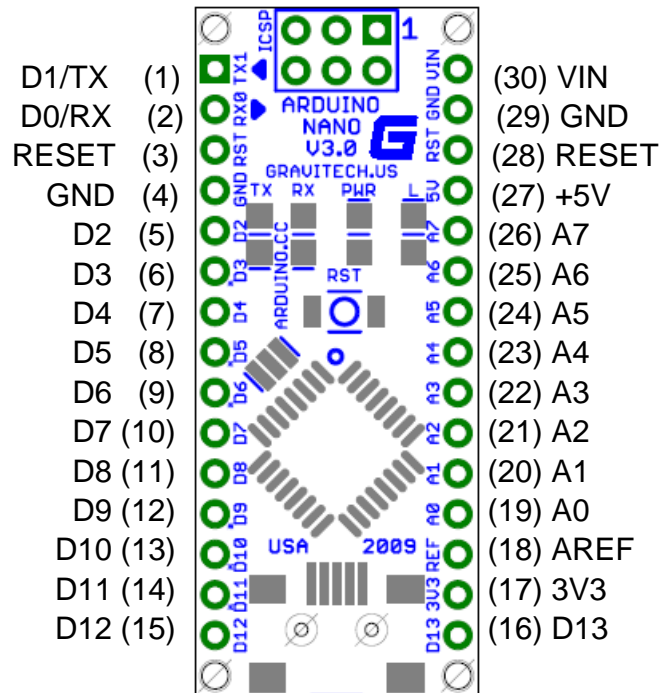 D1/TX (1)
D0/RX (2)
RESET (3)
GND (4)
D2 (5)
D3 (6)
D4 (7)
D5 (8)
D6 (9)
D7 (10)
D8 (11)
D9 (12)
D10 (13)
D11 (14)
D12 (15)
ICSP
1
TX1
RX0
RST
GND
D2
D3
D4
D5
D6
D7
D8
D9
D10
D11
D12
ARDUINO
NANO
V3.0
G
GRAVITECH.US
TX RX PWR L
ARDUINO.CC
RST
USA 2009
VIN
GND
RST
5V
A7
A6
A5
A4
A3
A2
A1
A0
REF
3V3
D13
(30) VIN
(29) GND
(28) RESET
(27) +5V
(26) A7
(25) A6
(24) A5
(23) A4
(22) A3
(21) A2
(20) A1
(19) A0
(18) AREF
(17) 3V3
(16) D13